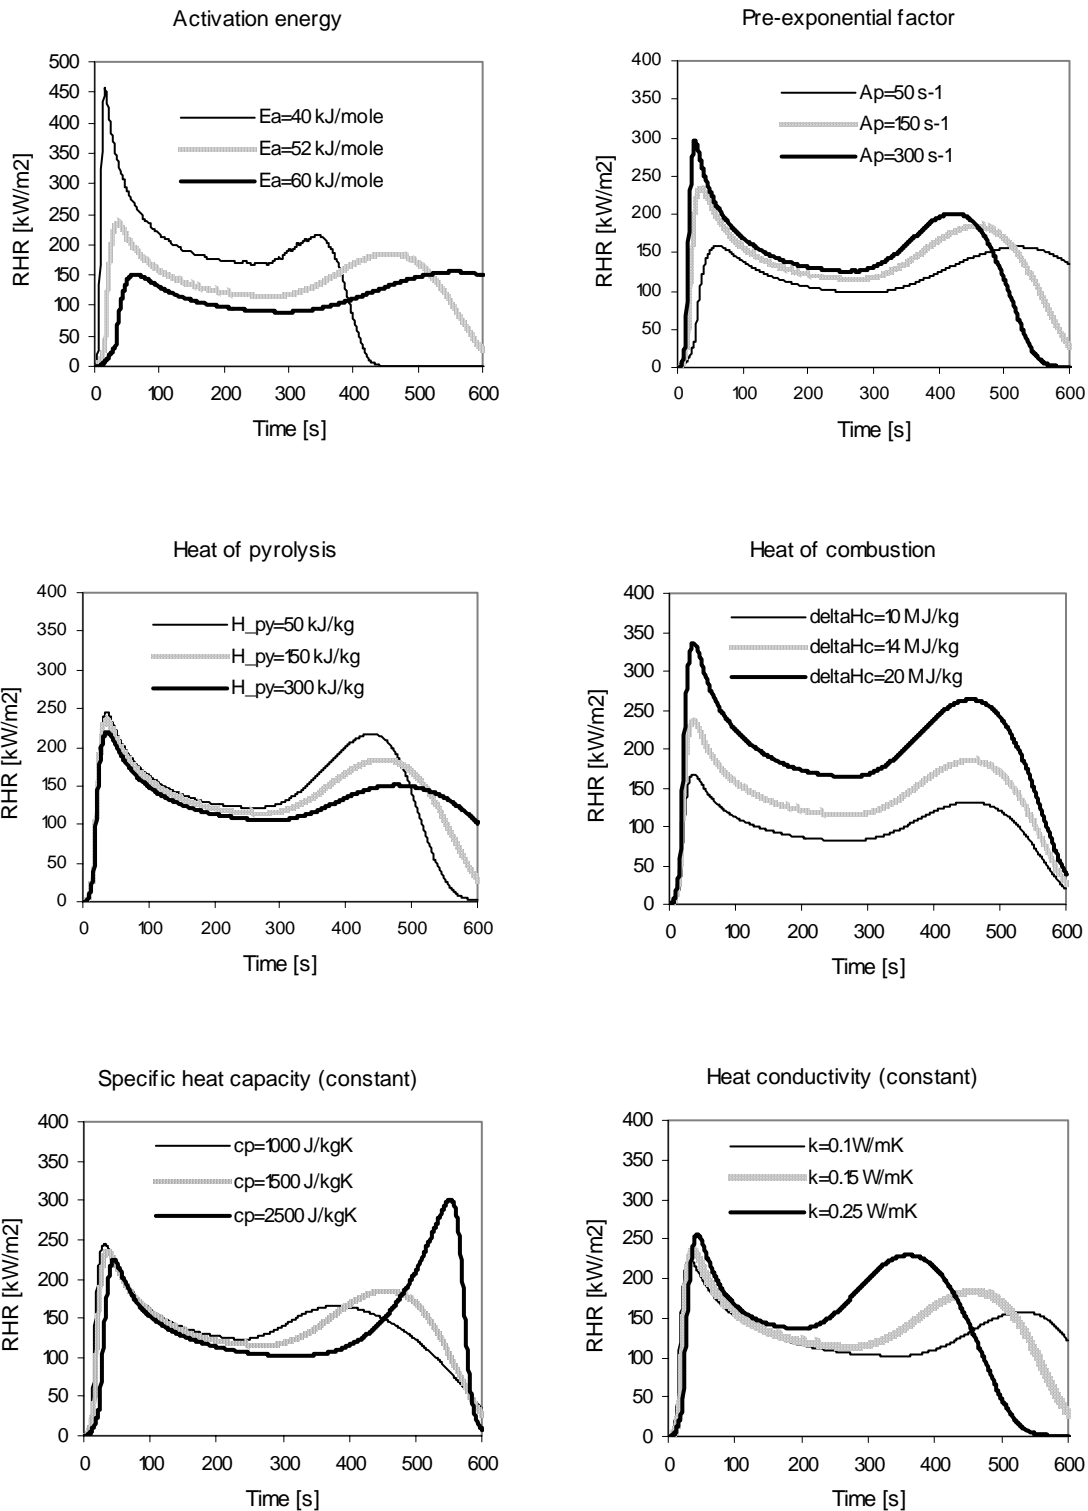 Activation energy
500
450
400
350
300
250
200
150
100
50
0
RHR [kW/m2]
Ea=40 kJ/mole
Ea=52 kJ/mole
Ea=60 kJ/mole
0 100 200 300 400 500 600
Time [s]
Pre-exponential factor
400
350
300
250
200
150
100
50
0
RHR [kW/m2]
Ap=50 s-1
Ap=150 s-1
Ap=300 s-1
0 100 200 300 400 500 600
Time [s]
Heat of pyrolysis
400
350
300
250
200
150
100
50
0
RHR [kW/m2]
H_py=50 kJ/kg
H_py=150 kJ/kg
H_py=300 kJ/kg
0 100 200 300 400 500 600
Time [s]
Heat of combustion
400
350
300
250
200
150
100
50
0
RHR [kW/m2]
deltaHc=10 MJ/kg
deltaHc=14 MJ/kg
deltaHc=20 MJ/kg
0 100 200 300 400 500 600
Time [s]
Specific heat capacity (constant)
400
350
300
250
200
150
100
50
0
RHR [kW/m2]
cp=1000 J/kgK
cp=1500 J/kgK
cp=2500 J/kgK
0 100 200 300 400 500 600
Time [s]
Heat conductivity (constant)
400
350
300
250
200
150
100
50
0
RHR [kW/m2]
k=0.1 W/mK
k=0.15 W/mK
k=0.25 W/mK
0 100 200 300 400 500 600
Time [s]